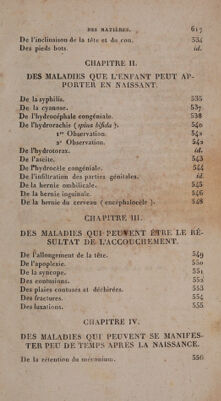 DES MATIÈRES. 617
De l'inclinaison de la tête et du cou. 534
Des pieds bots. id.
CHAPITRE II.
DES MALADIES QUE L'ENFANT PEUT AP-
PORTER EN NAISSANT.
De la syphilis. 535
De la cyanose. 537
De l'hydrocéphale congéniale. 538
De l'hydrorachis (spina bifida). 540
1re Observation. 542
2e Observation. 542
De l'hydrothorax. id.
De l'ascite. 543
De l'hydrocèle congéniale. 544
De l'infiltration des parties génitales. id.
De la hernie ombilicale. 545
De la hernie inguinale. 546
De la hernie du cerveau (encéphalocèle). 548
CHAPITRE III.
DES MALADIES QUI PEUVENT ÊTRE LE RÉ-
SULTAT DE L'ACCOUCHEMENT.
De l'allongement de la tête. 549
De l'apoplexie. 550
De la syncope. 551
Des contusions. 552
Des plaies contuses et déchirées. 553
Des fractures. 554
Des luxations. 555
CHAPITRE IV.
DES MALADIES QUI PEUVENT SE MANIFES-
TER PEU DE TEMPS APRÈS LA NAISSANCE.
De la rétention du méconium. 556